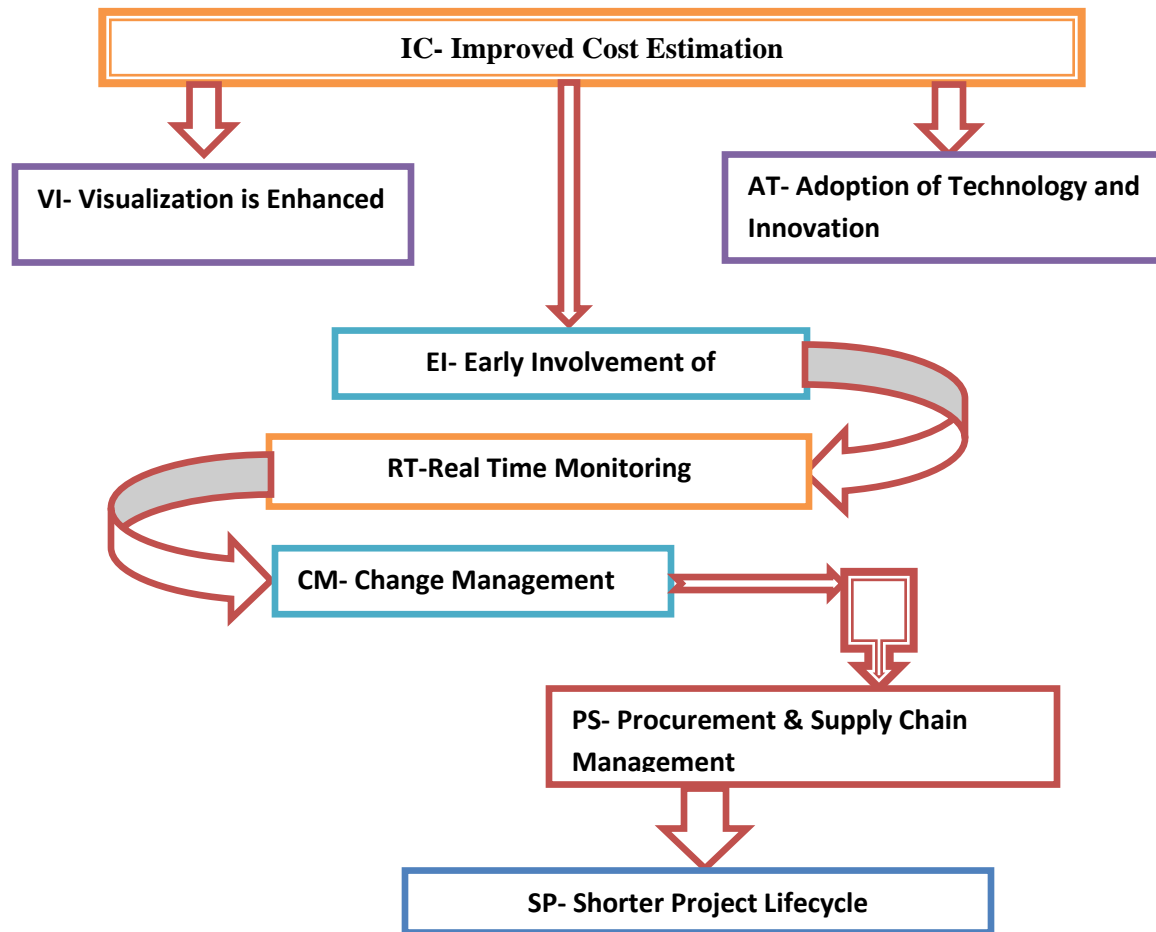 IC- Improved Cost Estimation
VI- Visualization is Enhanced
AT- Adoption of Technology and
Innovation
EI- Early Involvement of
RT-Real Time Monitoring
CM- Change Management
PS- Procurement & Supply Chain
Management
SP- Shorter Project Lifecycle